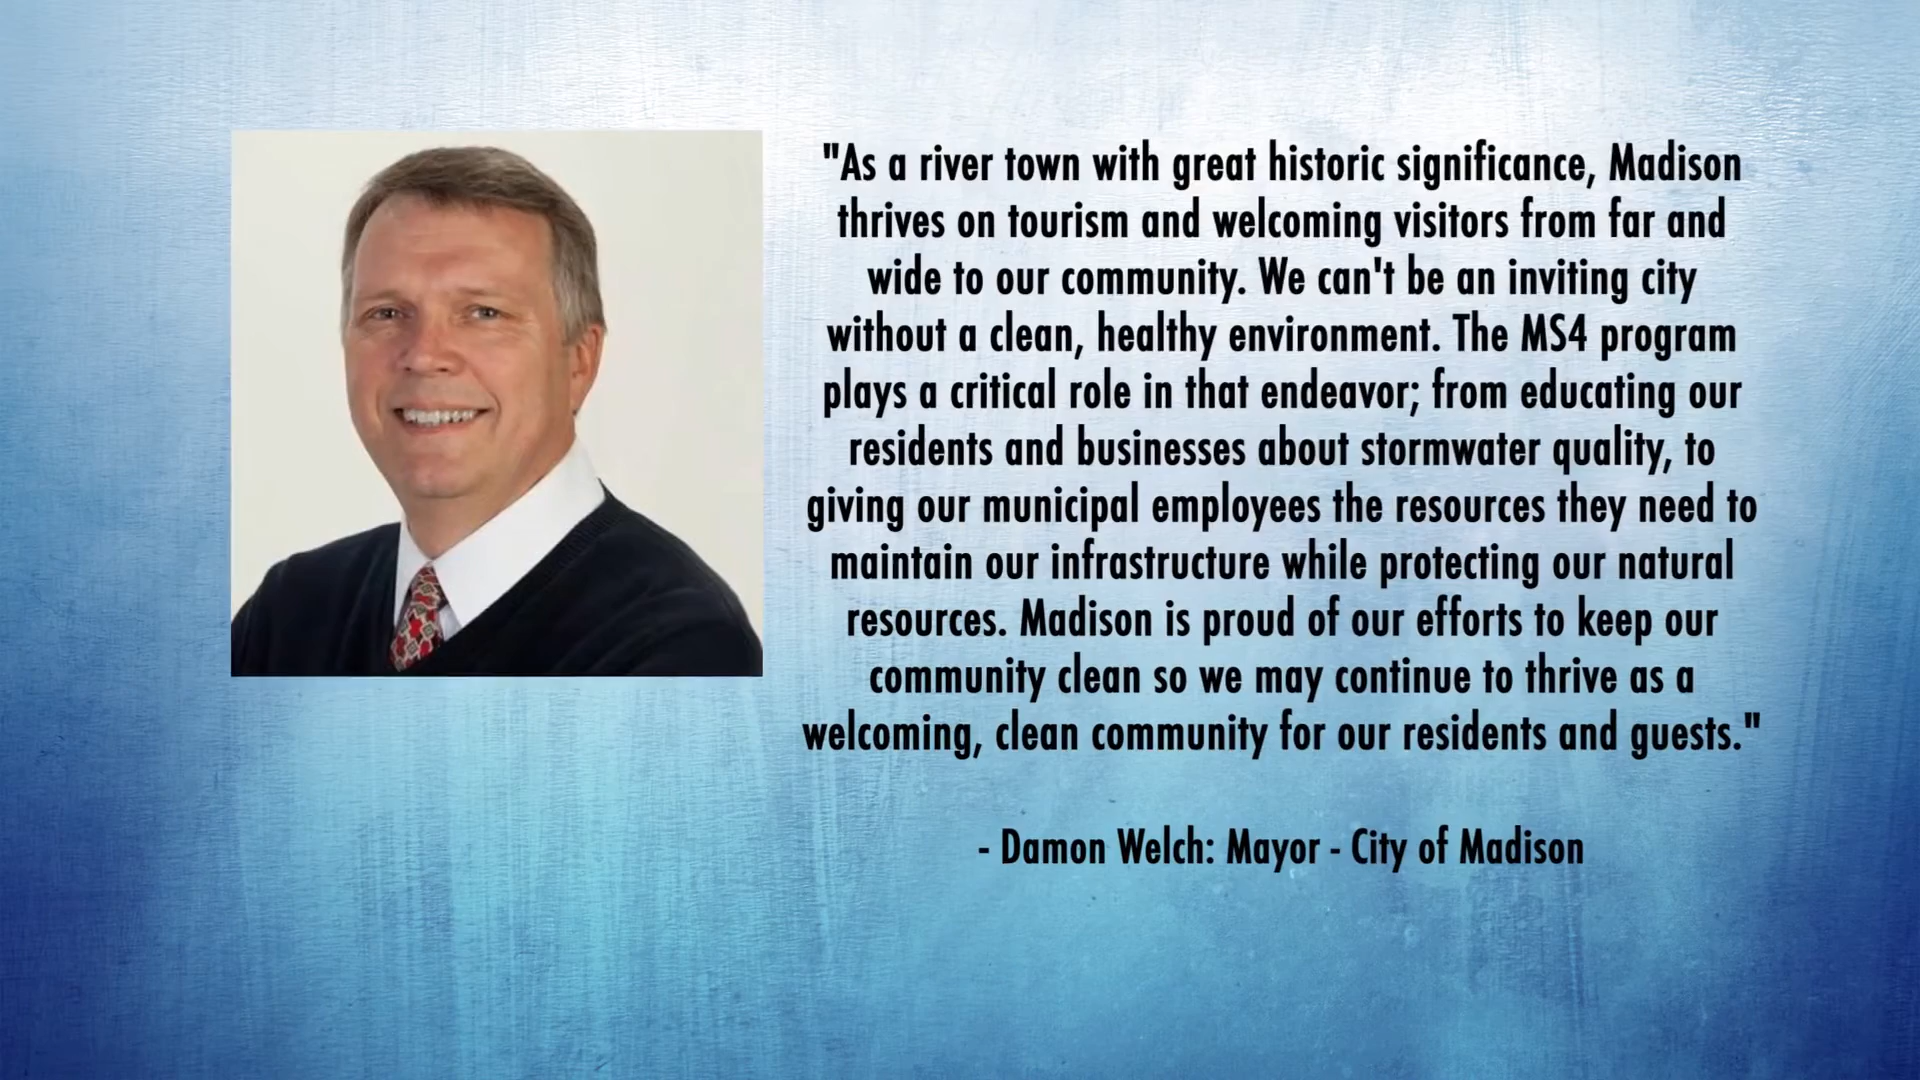 "As a river town with great historic significance, Madison
thrives on tourism and welcoming visitors from far and
wide to our community. We can't be an inviting city
without a clean, healthy environment. The MS4 program
plays a critical role in that endeavor; from educating our
residents and businesses about stormwater quality, to
giving our municipal employees the resources they need to
maintain our infrastructure while protecting our natural
resources. Madison is proud of our efforts to keep our
community clean so we may continue to thrive as a
welcoming, clean community for our residents and guests."
- Damon Welch: Mayor - City of Madison